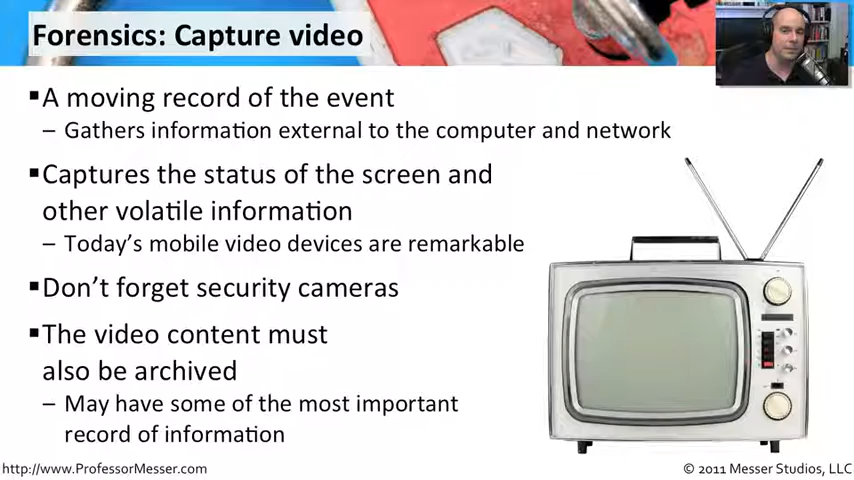 Forensics: Capture video
▪A moving record of the event
– Gathers information external to the computer and network
▪Captures the status of the screen and
other volatile information
– Today's mobile video devices are remarkable
▪Don't forget security cameras
▪The video content must
also be archived
– May have some of the most important
record of information
http://www.ProfessorMesser.com
© 2011 Messer Studios, LLC